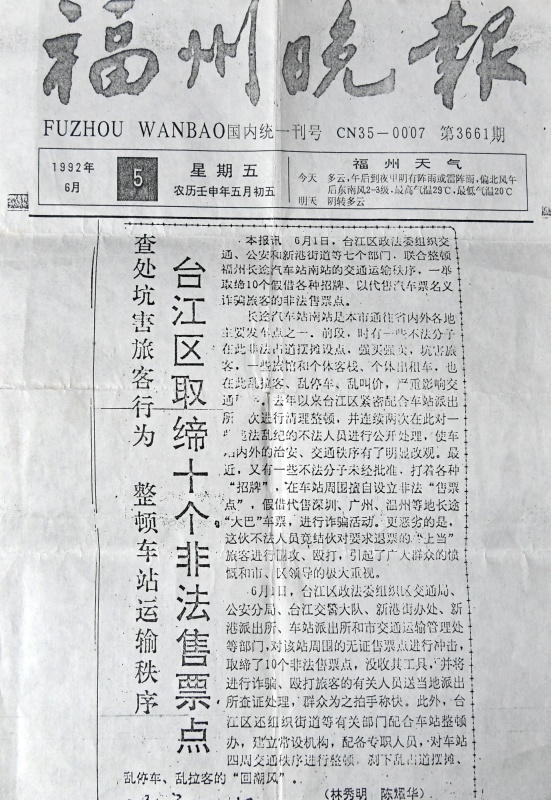 福州晚報
FUZHOU WANBAO国内统一刊号 CN35-0007 第3661期
1992年
6月
5
星期五
农历壬申年五月初五
福州天气
今天 多云,午后到夜里阴有阵雨或雷阵雨,偏北风午
后东南风2-3级,最高气温29℃,最低气温20℃
明天 阴转多云
查处坑害旅客行为 整顿车站运输秩序
台江区取缔十个非法售票点
本报讯 6月1日,台江区政法委组织交
通、公安和新港街道等七个部门,联合整顿
福州长途汽车站南站的交通运输秩序,一举
取缔10个假借各种招牌、以代售汽车票名义
诈骗旅客的非法售票点。
长途汽车站南站是本市通往省内外各地
主要发车点之一。前段,时有一些不法分子
在此非法占道摆摊设点,强买强卖,坑害旅
客,一些旅馆和个体客栈、个体出租车,也
在此乱拉客、乱停车、乱叫价,严重影响交
通 。去年以来台江区紧密配合车站派出
所 次进行清理整顿,并连续两次在此对一
法乱纪的不法人员进行公开处理,使车
内外的治安、交通秩序有了明显改观。最
近,又有一些不法分子未经批准,打着各种
“招牌”,在车站周围擅自设立非法“售票
点”,假借代售深圳、广州、温州等地长途
“大巴”车票,进行诈骗活动。更恶劣的是,
这伙不法人员竟结伙对要求退票的“上当”
旅客进行围攻、殴打,引起了广大群众的愤
慨和市、区领导的极大重视。
6月1日,台江区政法委组织区交通局、
公安分局、台江交警大队、新港街办处、新
港派出所、车站派出所和市交通运输管理处
等部门,对该站周围的无证售票点进行冲击,
取缔了10个非法售票点,没收其工具,并将
进行诈骗、殴打旅客的有关人员送当地派出
所查证处理,群众为之拍手称快。此外,台
江区还组织街道等有关部门配合车站整顿
办,建立常设机构,配备专职人员,对车站
四周交通秩序进行整顿,刹下乱占道摆摊、
乱停车、乱拉客的“回潮风”。
(林秀明 陈耀华)